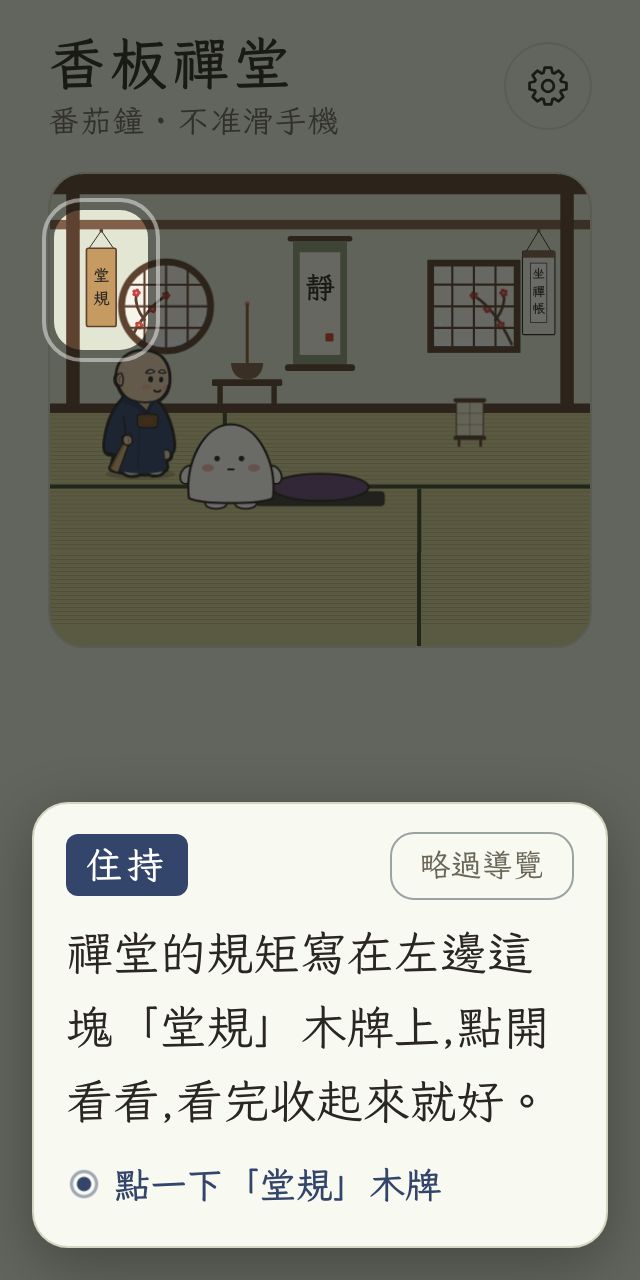 香板禪堂
番茄鐘・不准滑手機
堂規
靜
坐禪帳
住持
略過導覽
禪堂的規矩寫在左邊這
塊「堂規」木牌上,點開
看看,看完收起來就好。
點一下「堂規」木牌